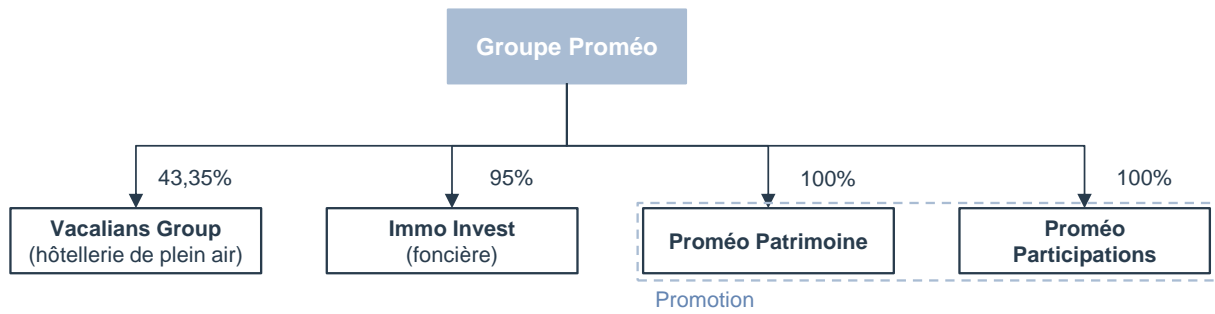 Groupe Proméo
43,35%
95%
100%
100%
Vacalians Group
(hôtellerie de plein air)
Immo Invest
(foncière)
Proméo Patrimoine
Proméo
Participations
Promotion